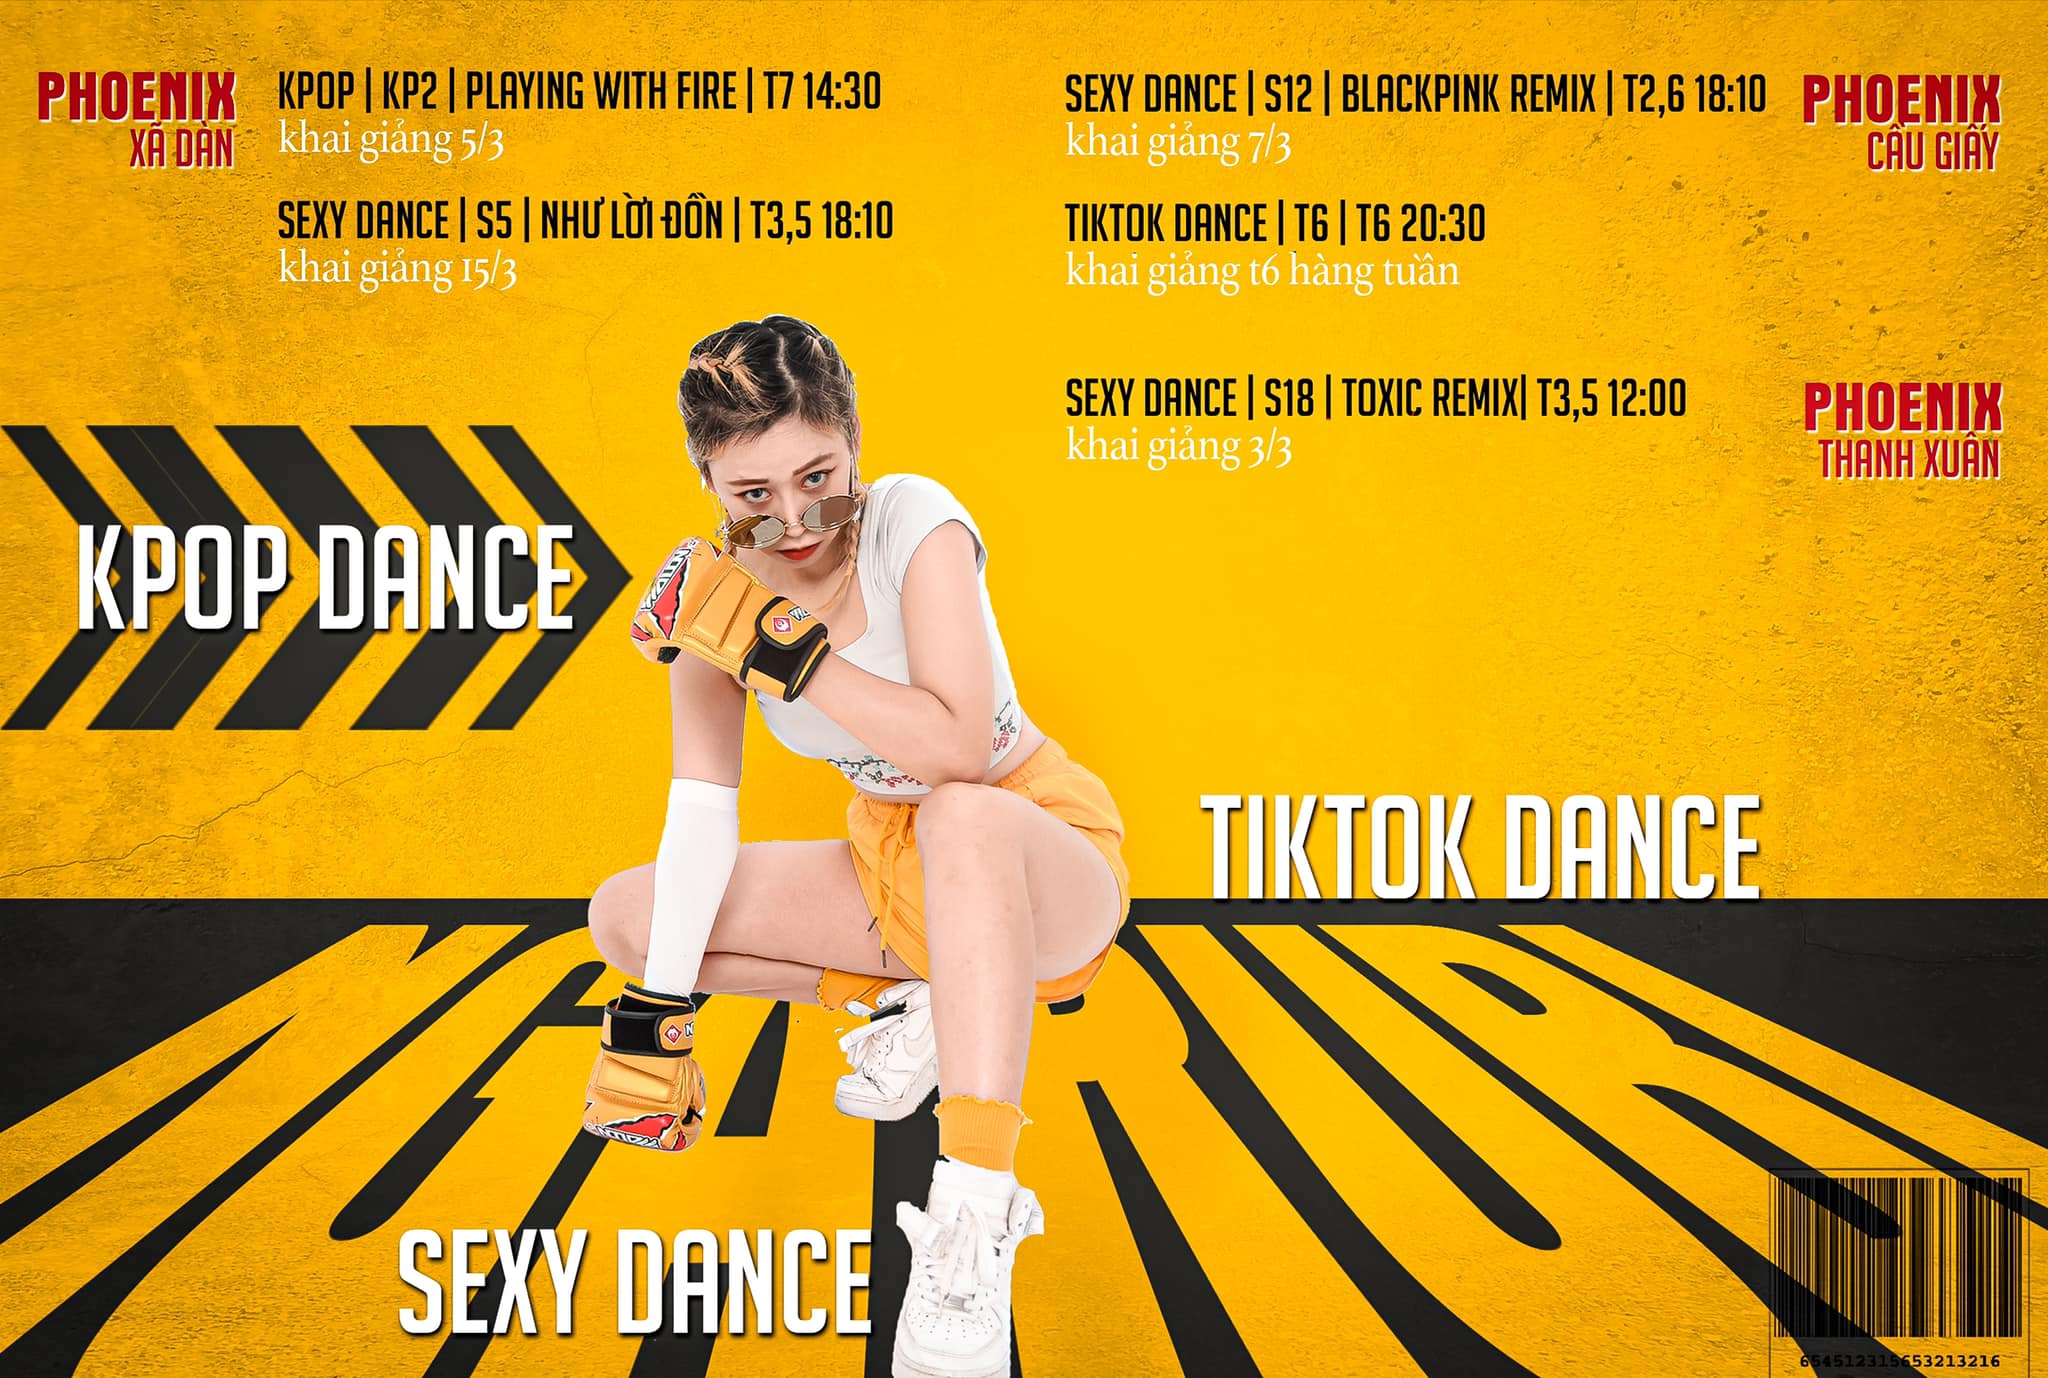 PHOENIX
XÃ ĐÀN
KPOP | KP2 | PLAYING WITH FIRE | T7 14:30
khai giảng 5/3
SEXY DANCE | S5 | NHƯ LỜI ĐỒN | T3,5 18:10
khai giảng 15/3
SEXY DANCE | S12 | BLACKPINK REMIX | T2,6 18:10
khai giảng 7/3
TIKTOK DANCE | T6 | T6 20:30
khai giảng t6 hàng tuần
PHOENIX
CẦU GIẤY
SEXY DANCE | S18 | TOXIC REMIX| T3,5 12:00
khai giảng 3/3
PHOENIX
THANH XUÂN
KPOP DANCE
TIKTOK DANCE
SEXY DANCE
654512315653213216